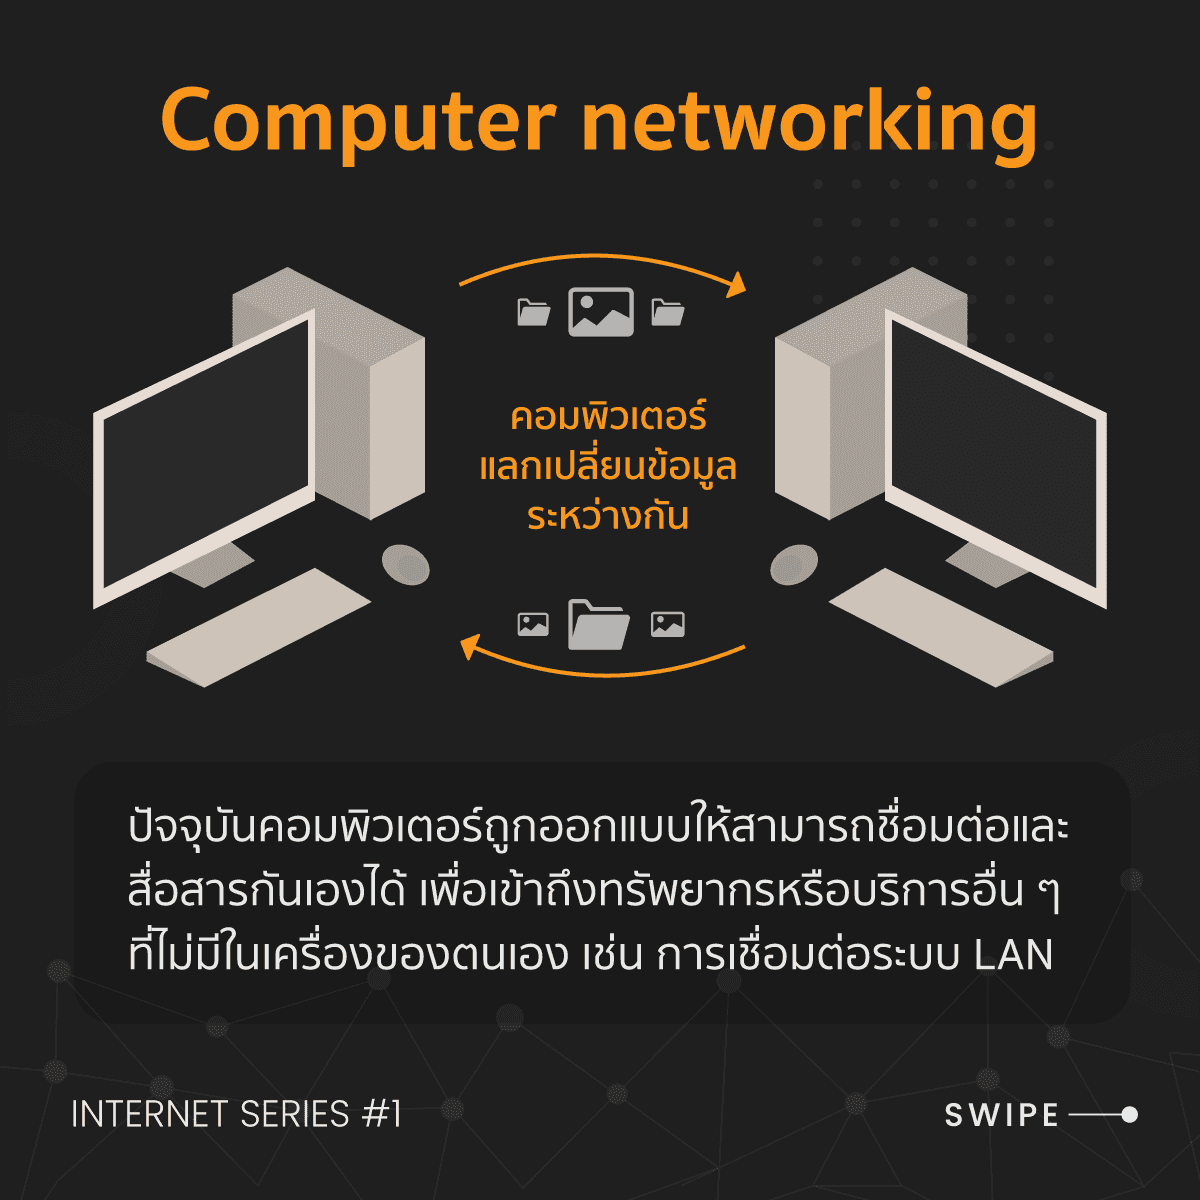 Computer networking
คอมพิวเตอร์
แลกเปลี่ยนข้อมูล
ระหว่างกัน
ปัจจุบันคอมพิวเตอร์ถูกออกแบบให้สามารถชื่อมต่อและ
สื่อสารกันเองได้ เพื่อเข้าถึงทรัพยากรหรือบริการอื่น ๆ
ที่ไม่มีในเครื่องของตนเอง เช่น การเชื่อมต่อระบบ LAN
INTERNET SERIES #1
SWIPE